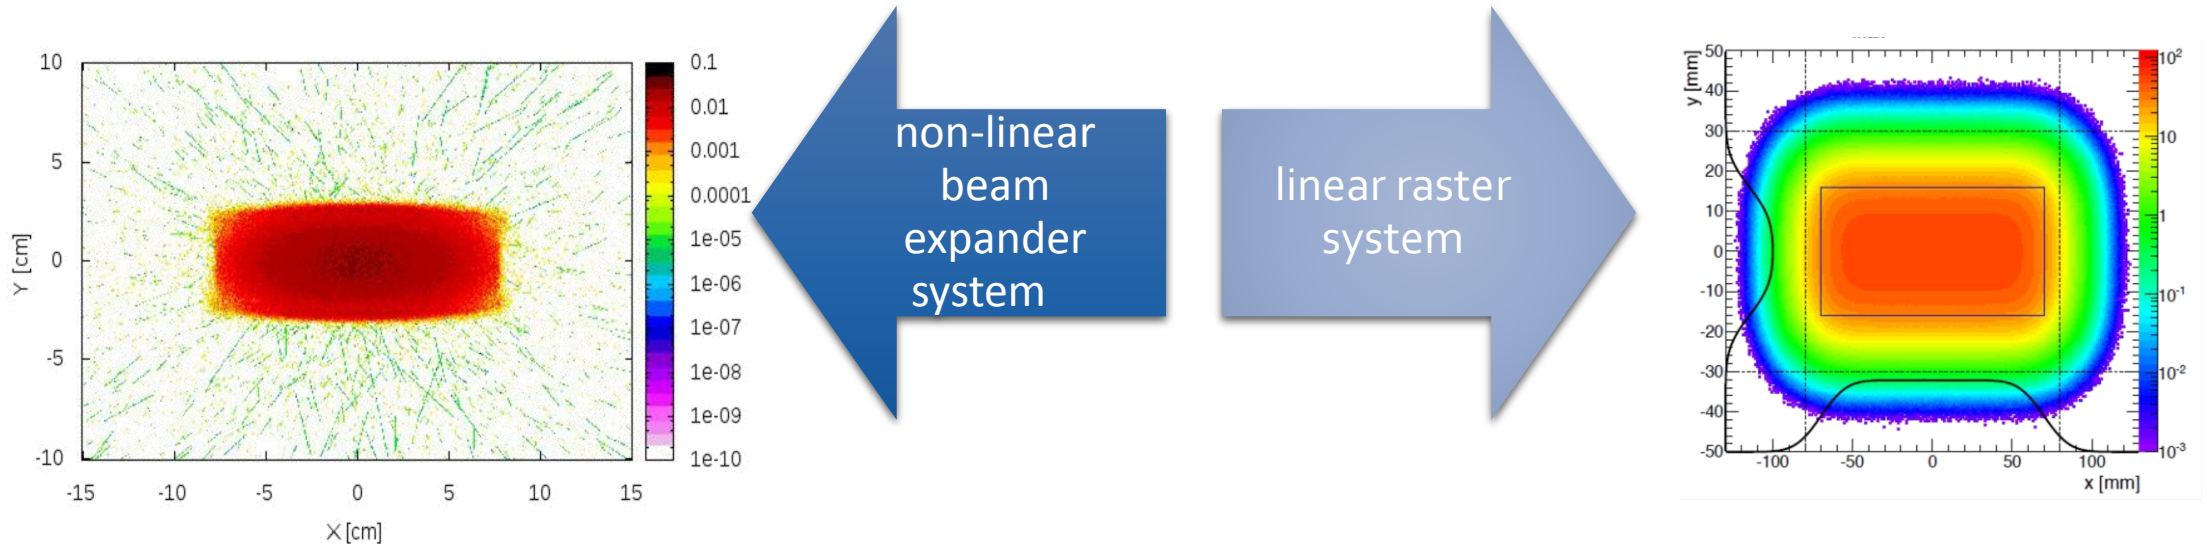 10
5
0
-5
-10
Y [cm]
-15
-10
-5
0
5
10
15
X [cm]
0.1
0.01
0.001
0.0001
1e-05
1e-06
1e-07
1e-08
1e-09
1e-10
non-linear
beam
expander
system
linear raster
system
y [mm]
50
40
30
20
10
0
-10
-20
-30
-40
-50
-100
-50
0
50
100
x [mm]
10²
10
1
10⁻¹
10⁻²
10⁻³